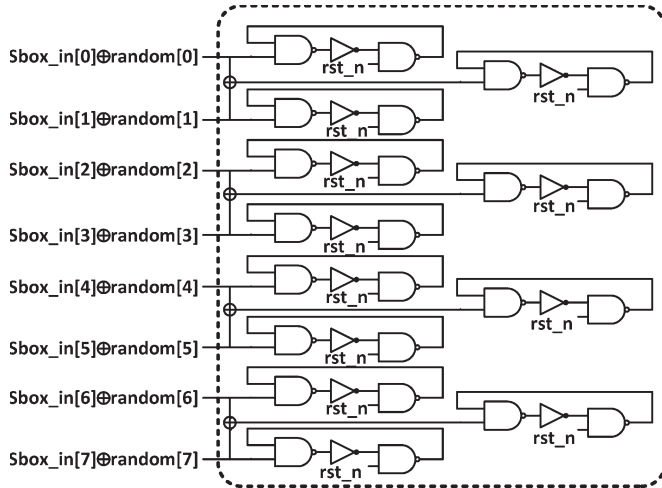 Sbox_in[0]⊕random[0]
rst_n
rst_n
Sbox_in[1]⊕random[1]
rst_n
Sbox_in[2]⊕random[2]
rst_n
rst_n
Sbox_in[3]⊕random[3]
rst_n
Sbox_in[4]⊕random[4]
rst_n
rst_n
Sbox_in[5]⊕random[5]
rst_n
Sbox_in[6]⊕random[6]
rst_n
rst_n
Sbox_in[7]⊕random[7]
rst_n